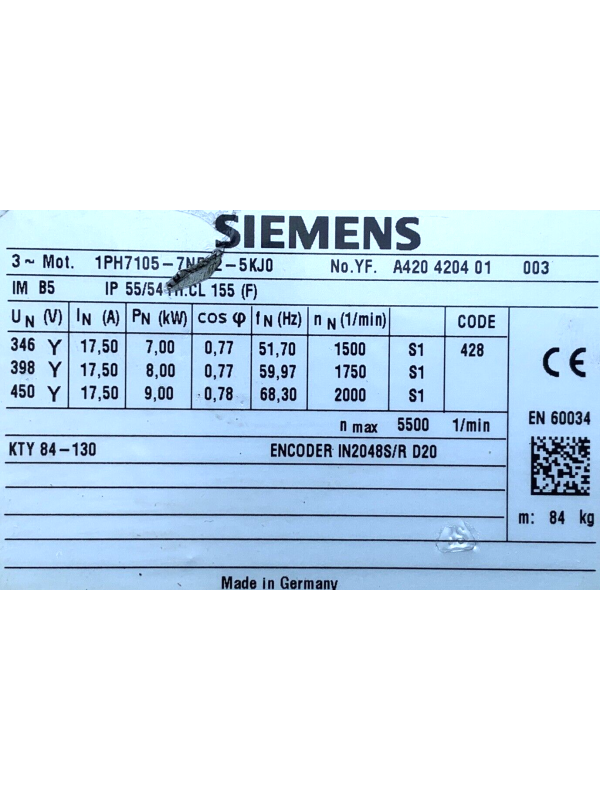 SIEMENS
3~ Mot. 1PH7105-7N 2-5KJ0 No.YF. A420 4204 01 003
IM B5 IP 55/54 .CL 155 (F)
UN (V) IN (A) PN (kW) cos φ fN (Hz) nN (1/min) CODE
346 Y 17,50 7,00 0,77 51,70 1500 S1 428
398 Y 17,50 8,00 0,77 59,97 1750 S1
450 Y 17,50 9,00 0,78 68,30 2000 S1
CE
n max 5500 1/min
EN 60034
KTY 84-130 ENCODER IN2048S/R D20
m: 84 kg
Made in Germany